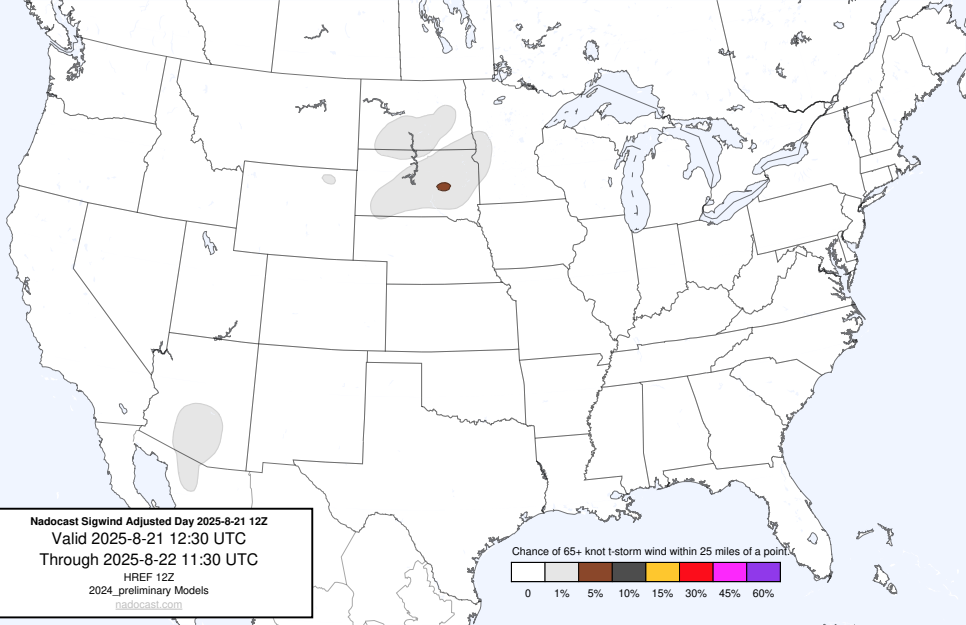 Nadocast Sigwind Adjusted Day 2025-8-21 12Z
Valid 2025-8-21 12:30 UTC
Through 2025-8-22 11:30 UTC
HREF 12Z
2024_preliminary Models
nadocast.com
Chance of 65+ knot t-storm wind within 25 miles of a point.
0 1% 5% 10% 15% 30% 45% 60%